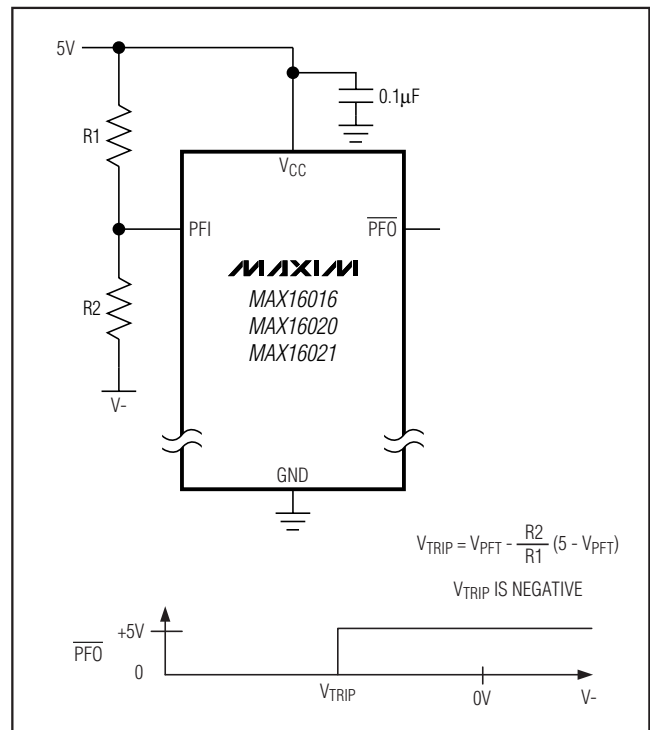 5V
0.1µF
R1
VCC
PFI
PFO
MAXIM
R2
MAX16016
MAX16020
MAX16021
V-
GND
VTRIP = VPFT - R2/R1 (5 - VPFT)
VTRIP IS NEGATIVE
+5V
PFO
0
VTRIP
0V
V-